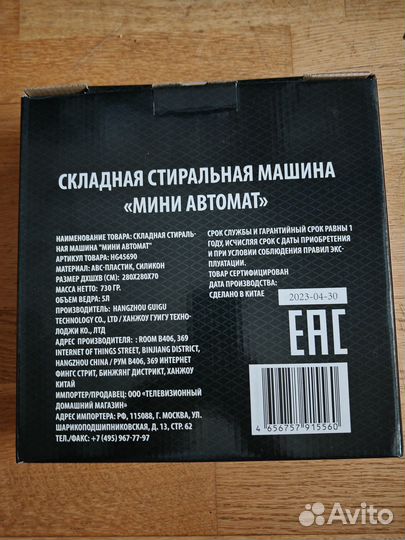 СКЛАДНАЯ СТИРАЛЬНАЯ МАШИНА
«МИНИ АВТОМАТ»
НАИМЕНОВАНИЕ ТОВАРА: СКЛАДНАЯ СТИРАЛЬ-
НАЯ МАШИНА "МИНИ АВТОМАТ"
АРТИКУЛ ТОВАРА: HG45690
МАТЕРИАЛ: АВС-ПЛАСТИК, СИЛИКОН
РАЗМЕР ДХШХВ (СМ): 280Х280Х70
МАССА НЕТТО: 730 ГР.
ОБЪЕМ ВЕДРА: 5Л
ПРОИЗВОДИТЕЛЬ: HANGZHOU GUIGU
TECHNOLOGY CO., LTD / ХАНЖОУ ГУИГУ ТЕХНО-
ЛОДЖИ КО., ЛТД
АДРЕС ПРОИЗВОДИТЕЛЯ: : ROOM B406, 369
INTERNET OF THINGS STREET, BINJIANG DISTRICT,
HANGZHOU CHINA / РУМ В406, 369 ИНТЕРНЕТ
ФИНГС СТРИТ, БИНЖЯНГ ДИСТРИКТ, ХАНЖОУ
КИТАЙ
ИМПОРТЕР/ПРОДАВЕЦ: ООО «ТЕЛЕВИЗИОННЫЙ
ДОМАШНИЙ МАГАЗИН»
АДРЕС ИМПОРТЕРА: РФ, 115088, Г. МОСКВА, УЛ.
ШАРИКОПОДШИПНИКОВСКАЯ, Д. 13, СТР. 62
ТЕЛ./ФАКС: +7 (495) 967-77-97
СРОК СЛУЖБЫ И ГАРАНТИЙНЫЙ СРОК РАВНЫ 1
ГОДУ, ИСЧИСЛЯЯ СРОК С ДАТЫ ПРИОБРЕТЕНИЯ
И ПРИ УСЛОВИИ СОБЛЮДЕНИЯ ПРАВИЛ ЭКС-
ПЛУАТАЦИИ.
ТОВАР СЕРТИФИЦИРОВАН
ДАТА ПРОИЗВОДСТВА:
СДЕЛАНО В КИТАЕ
2023-04-30
EAC
4 656757 915560
Avito